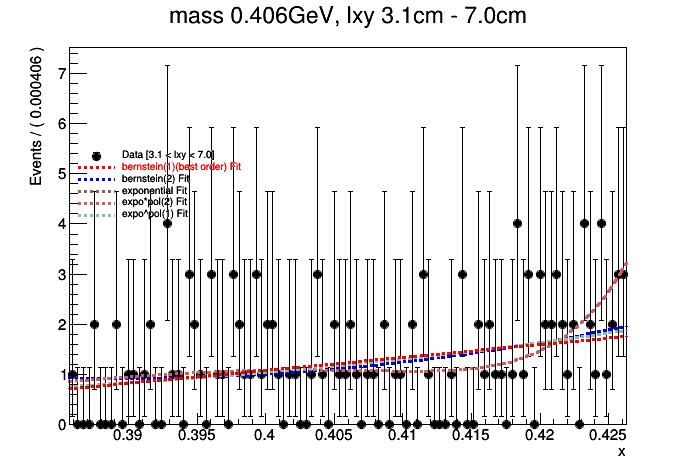 mass 0.406GeV, lxy 3.1cm - 7.0cm
Events / ( 0.000406 )
7
6
5
4
3
2
1
0
Data [3.1 < lxy < 7.0]
bernstein(1)(best order) Fit
bernstein(2) Fit
exponential Fit
expo*pol(2) Fit
expo^pol(1) Fit
0.39 0.395 0.4 0.405 0.41 0.415 0.42 0.425
x